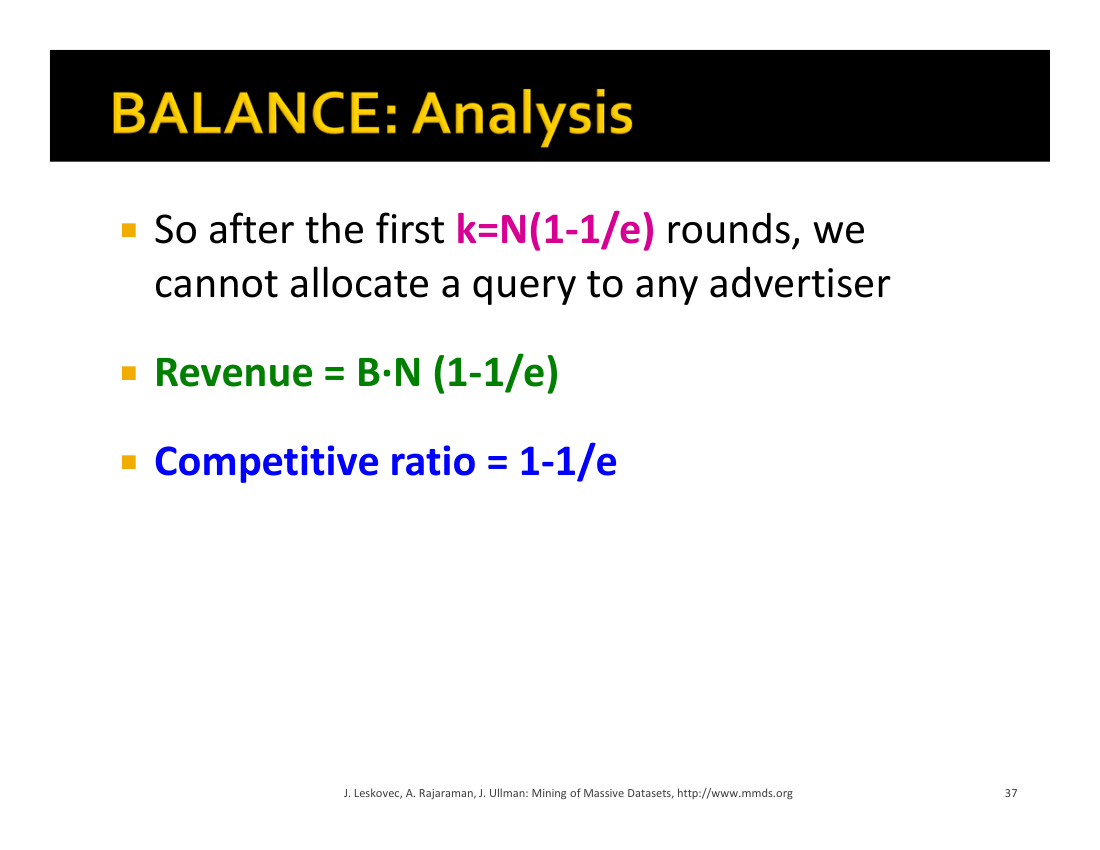 BALANCE: Analysis
So after the first k=N(1-1/e) rounds, we
cannot allocate a query to any advertiser
Revenue = B·N (1-1/e)
Competitive ratio = 1-1/e
J. Leskovec, A. Rajaraman, J. Ullman: Mining of Massive Datasets, http://www.mmds.org
37